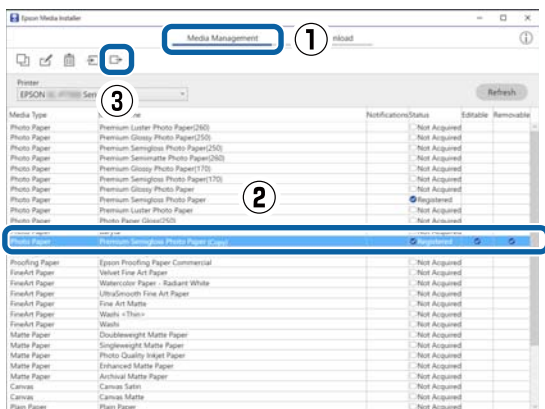 Epson Media Installer
Media Management
nload
①
Printer
EPSON Seri
③
Refresh
Media Type Notifications Status Editable Removable
Photo Paper Premium Luster Photo Paper(260) Not Acquired
Photo Paper Premium Glossy Photo Paper(250) Not Acquired
Photo Paper Premium Semigloss Photo Paper(250) Not Acquired
Photo Paper Premium Semimatte Photo Paper(260) Not Acquired
Photo Paper Premium Glossy Photo Paper(170) Not Acquired
Photo Paper Premium Semigloss Photo Paper(170) Not Acquired
Photo Paper Premium Glossy Photo Paper Not Acquired
Photo Paper Premium Semigloss Photo Paper Registered
②
Photo Paper Premium Luster Photo Paper Not Acquired
Photo Paper Photo Paper Gloss(250) Not Acquired
Photo Paper Baryta Not Acquired
Photo Paper Premium Semigloss Photo Paper (Copy) Registered
Proofing Paper Epson Proofing Paper Commercial Not Acquired
FineArt Paper Velvet Fine Art Paper Not Acquired
FineArt Paper Watercolor Paper - Radiant White Not Acquired
FineArt Paper UltraSmooth Fine Art Paper Not Acquired
FineArt Paper Fine Art Matte Not Acquired
FineArt Paper Washi <Thin> Not Acquired
FineArt Paper Washi Not Acquired
Matte Paper Doubleweight Matte Paper Not Acquired
Matte Paper Singleweight Matte Paper Not Acquired
Matte Paper Photo Quality Inkjet Paper Not Acquired
Matte Paper Enhanced Matte Paper Not Acquired
Matte Paper Archival Matte Paper Not Acquired
Canvas Canvas Satin Not Acquired
Canvas Canvas Matte Not Acquired
Plain Paper Plain Paper Not Acquired